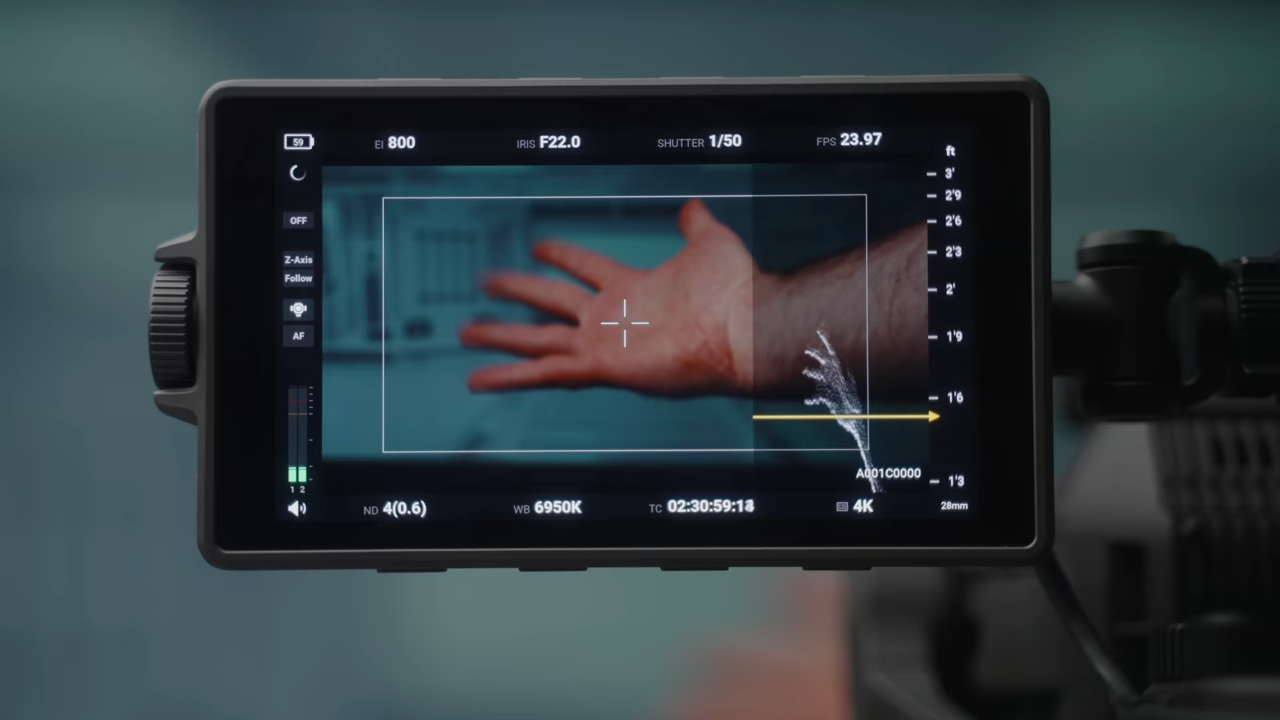 59
EI 800
IRIS F22.0
SHUTTER 1/50
FPS 23.97
ft
3'
2'9
2'6
2'3
2'
1'9
1'6
1'3
28mm
OFF
Z-Axis
Follow
AF
1 2
A001C0000
ND 4(0.6)
WB 6950K
TC 02:30:59:13
4K